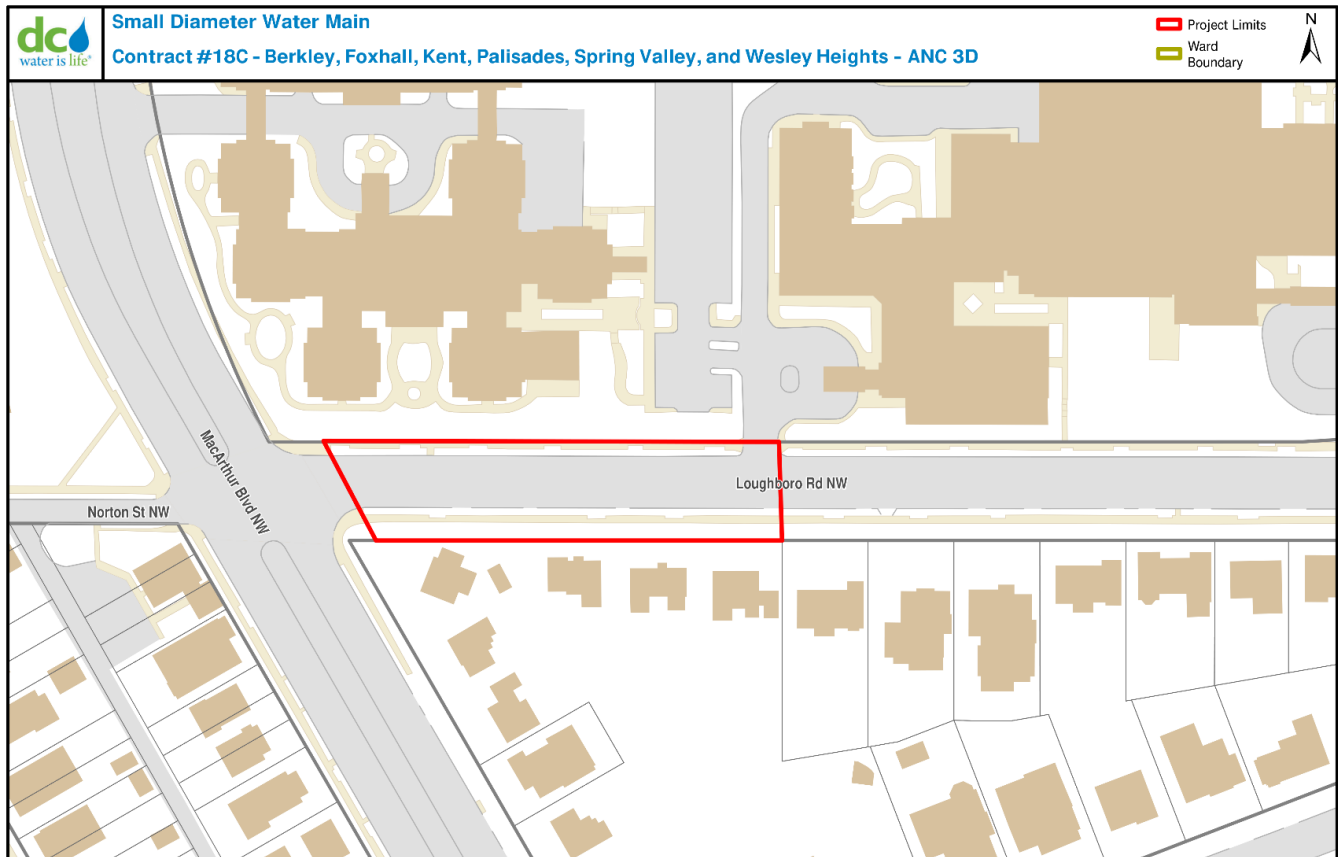 dc
water is life®
Small Diameter Water Main
Contract #18C - Berkley, Foxhall, Kent, Palisades, Spring Valley, and Wesley Heights - ANC 3D
Project Limits
Ward
Boundary
N
MacArthur Blvd NW
Loughboro Rd NW
Norton St NW